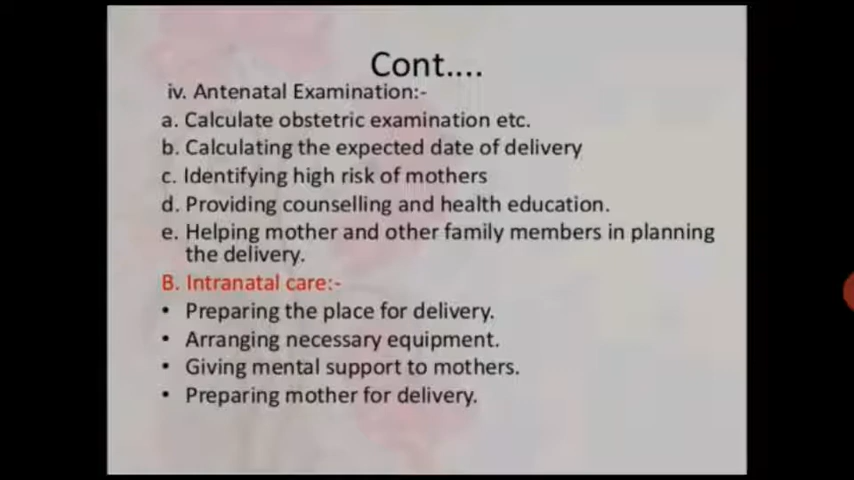 Cont....
iv. Antenatal Examination:-
a. Calculate obstetric examination etc.
b. Calculating the expected date of delivery
c. Identifying high risk of mothers
d. Providing counselling and health education.
e. Helping mother and other family members in planning
the delivery.
B. Intranatal care:-
• Preparing the place for delivery.
• Arranging necessary equipment.
• Giving mental support to mothers.
• Preparing mother for delivery.